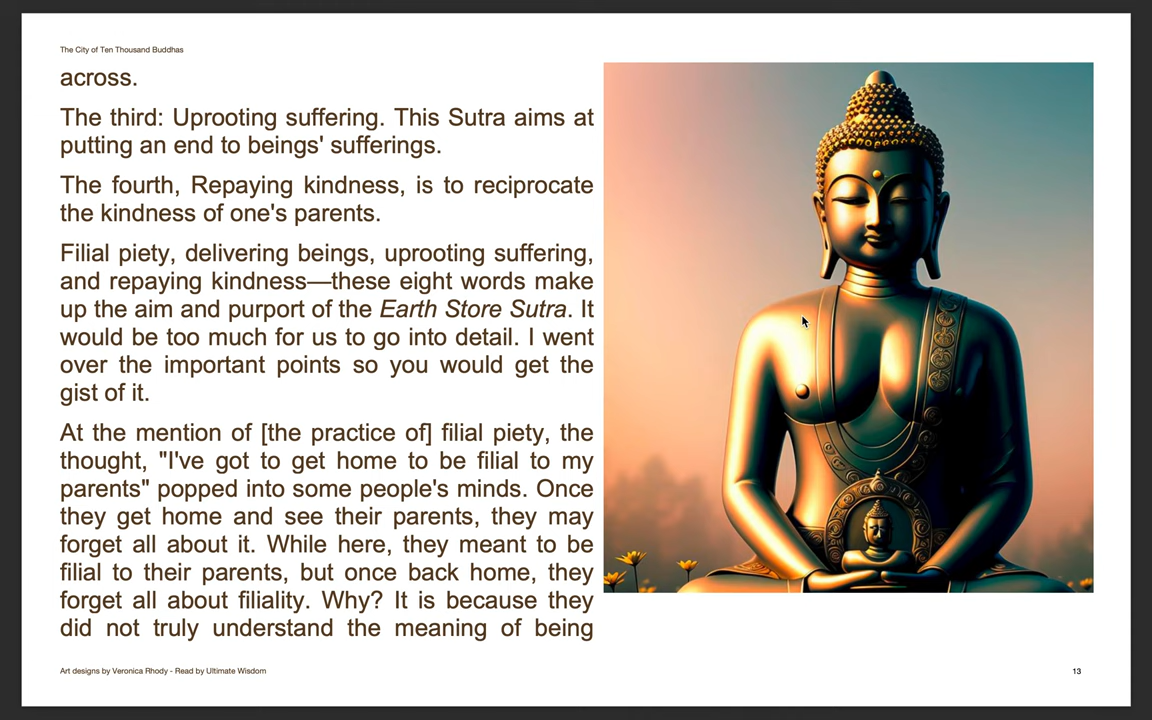 The City of Ten Thousand Buddhas
across.
The third: Uprooting suffering. This Sutra aims at
putting an end to beings' sufferings.
The fourth, Repaying kindness, is to reciprocate
the kindness of one's parents.
Filial piety, delivering beings, uprooting suffering,
and repaying kindness—these eight words make
up the aim and purport of the Earth Store Sutra. It
would be too much for us to go into detail. I went
over the important points so you would get the
gist of it.
At the mention of [the practice of] filial piety, the
thought, "I've got to get home to be filial to my
parents" popped into some people's minds. Once
they get home and see their parents, they may
forget all about it. While here, they meant to be
filial to their parents, but once back home, they
forget all about filiality. Why? It is because they
did not truly understand the meaning of being
Art designs by Veronica Rhody - Read by Ultimate Wisdom
13